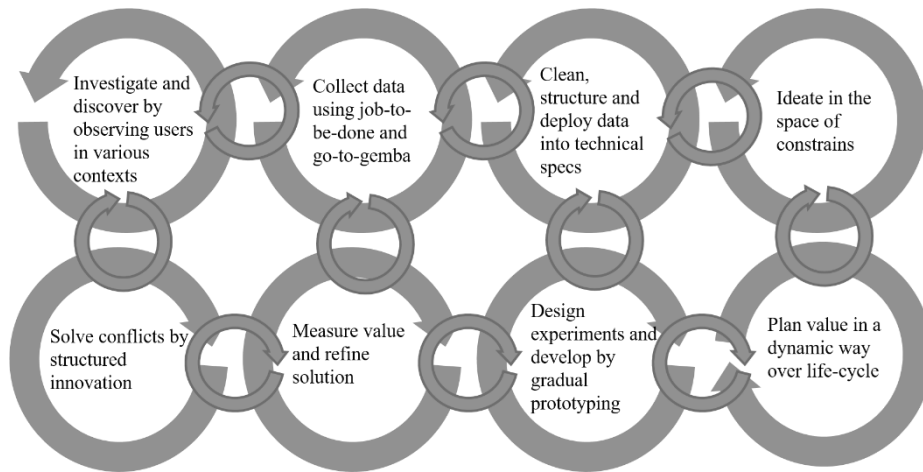 Investigate and
discover by
observing users
in various
contexts
Collect data
using job-to-
be-done and
go-to-gemba
Clean,
structure and
deploy data
into technical
specs
Ideate in the
space of
constrains
Solve conflicts by
structured
innovation
Measure value
and refine
solution
Design
experiments and
develop by
gradual
prototyping
Plan value in a
dynamic way
over life-cycle